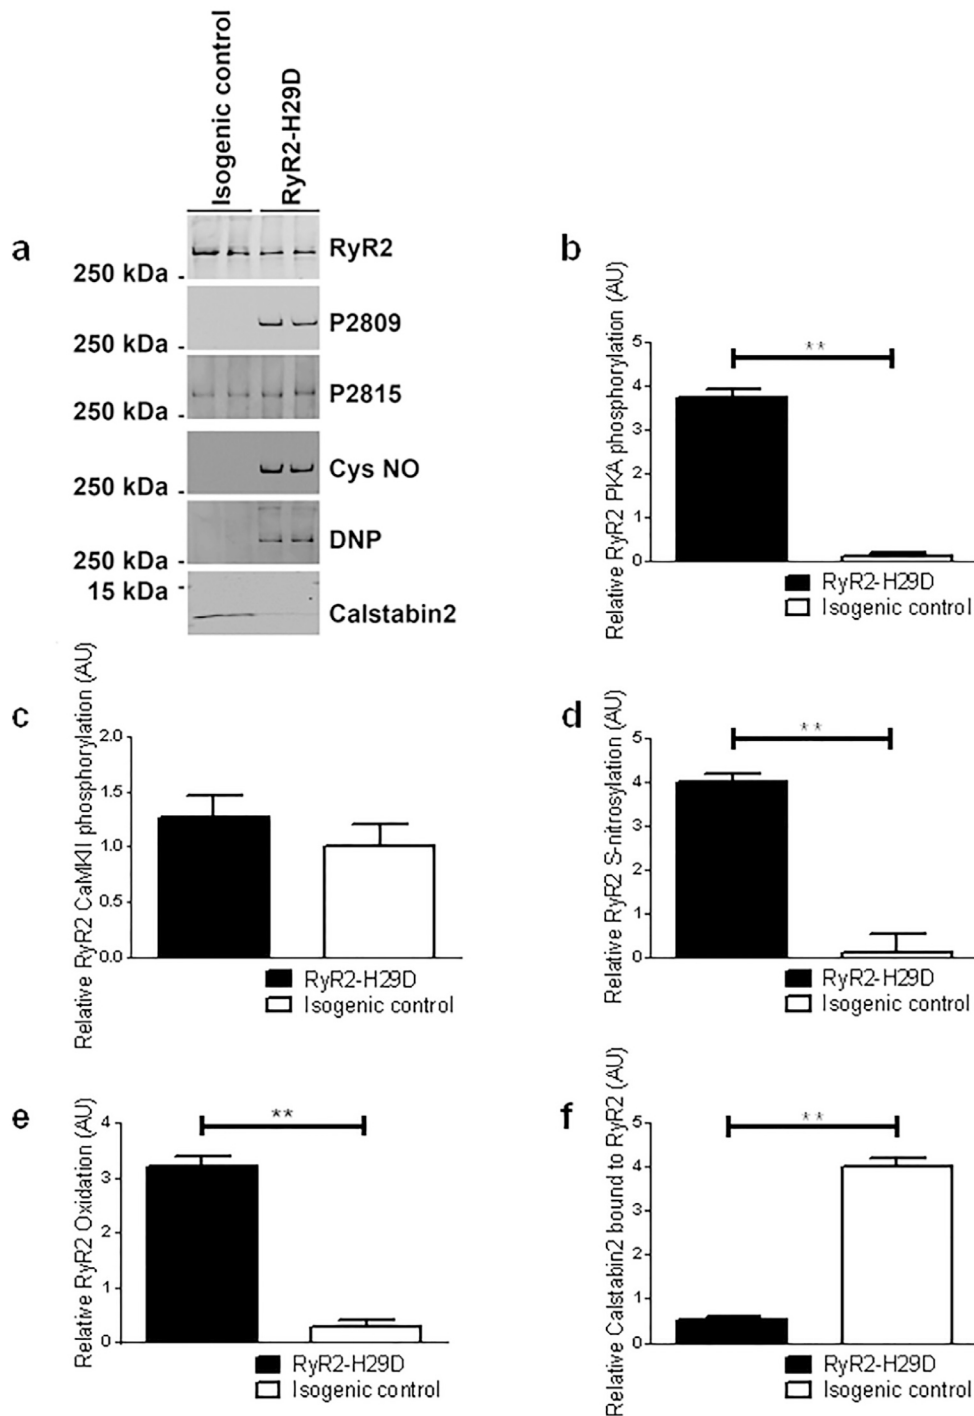 Isogenic control
RyR2-H29D
a
RyR2
250 kDa -
P2809
250 kDa -
P2815
250 kDa -
Cys NO
250 kDa -
DNP
250 kDa -
15 kDa -
Calstabin2
b
Relative RyR2 PKA phosphorylation (AU)
5
4
3
2
1
0
**
RyR2-H29D
Isogenic control
c
Relative RyR2 CaMKII phosphorylation (AU)
2.0
1.5
1.0
0.5
0.0
RyR2-H29D
Isogenic control
d
Relative RyR2 S-nitrosylation (AU)
5
4
3
2
1
0
**
RyR2-H29D
Isogenic control
e
Relative RyR2 Oxidation (AU)
4
3
2
1
0
**
RyR2-H29D
Isogenic control
f
Relative Calstabin2 bound to RyR2 (AU)
5
4
3
2
1
0
**
RyR2-H29D
Isogenic control